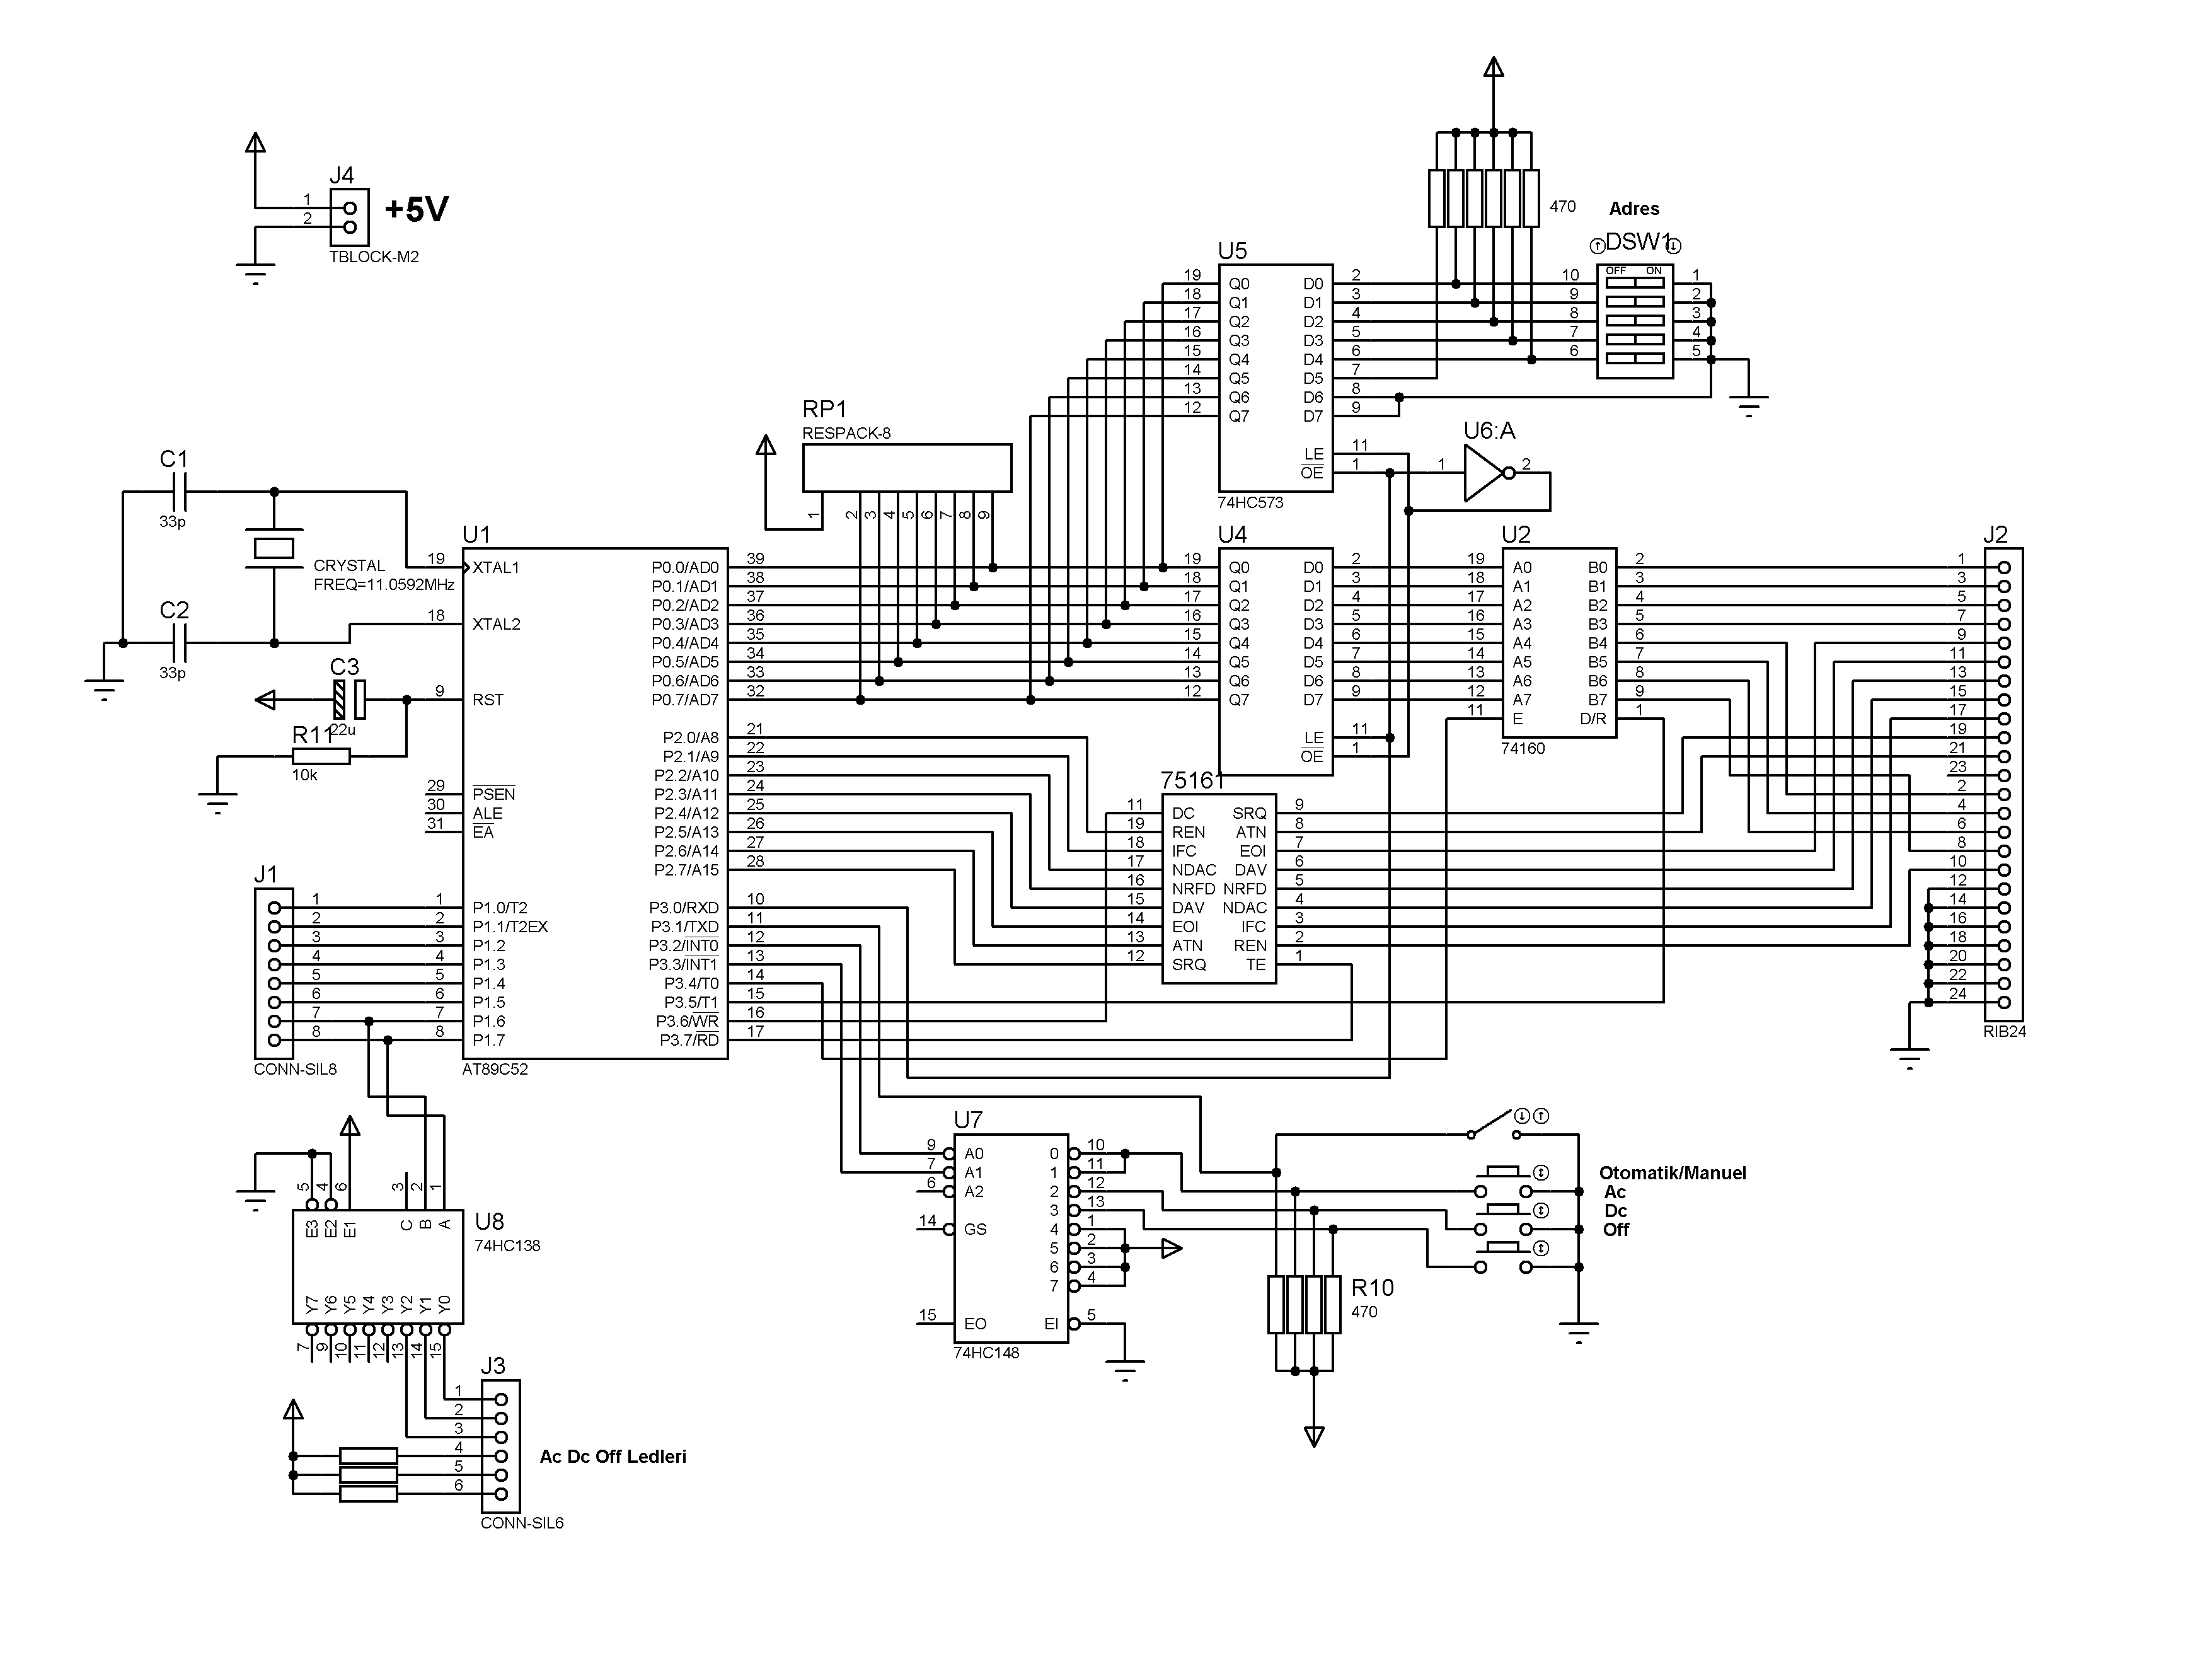 J4
1
2
+5V
TBLOCK-M2
470
Adres
DSW1
OFF ON
10 1
9 2
8 3
7 4
6 5
U5
19 Q0 D0 2
18 Q1 D1 3
17 Q2 D2 4
16 Q3 D3 5
15 Q4 D4 6
14 Q5 D5 7
13 Q6 D6 8
12 Q7 D7 9
LE 11
OE 1
74HC573
U6:A
1 2
RP1
RESPACK-8
1 2 3 4 5 6 7 8 9
C1
33p
CRYSTAL
FREQ=11.0592MHz
C2
33p
C3
22u
R11
10k
U1
19 XTAL1
18 XTAL2
9 RST
29 PSEN
30 ALE
31 EA
1 P1.0/T2
2 P1.1/T2EX
3 P1.2
4 P1.3
5 P1.4
6 P1.5
7 P1.6
8 P1.7
P0.0/AD0 39
P0.1/AD1 38
P0.2/AD2 37
P0.3/AD3 36
P0.4/AD4 35
P0.5/AD5 34
P0.6/AD6 33
P0.7/AD7 32
P2.0/A8 21
P2.1/A9 22
P2.2/A10 23
P2.3/A11 24
P2.4/A12 25
P2.5/A13 26
P2.6/A14 27
P2.7/A15 28
P3.0/RXD 10
P3.1/TXD 11
P3.2/INT0 12
P3.3/INT1 13
P3.4/T0 14
P3.5/T1 15
P3.6/WR 16
P3.7/RD 17
AT89C52
J1
1
2
3
4
5
6
7
8
CONN-SIL8
U4
19 Q0 D0 2
18 Q1 D1 3
17 Q2 D2 4
16 Q3 D3 5
15 Q4 D4 6
14 Q5 D5 7
13 Q6 D6 8
12 Q7 D7 9
LE 11
OE 1
U2
19 A0 B0 2
18 A1 B1 3
17 A2 B2 4
16 A3 B3 5
15 A4 B4 6
14 A5 B5 7
13 A6 B6 8
12 A7 B7 9
11 E D/R 1
74160
75161
11 DC SRQ 9
19 REN ATN 8
18 IFC EOI 7
17 NDAC DAV 6
16 NRFD NRFD 5
15 DAV NDAC 4
14 EOI IFC 3
13 ATN REN 2
12 SRQ TE 1
J2
1
3
5
7
9
11
13
15
17
19
21
23
2
4
6
8
10
12
14
16
18
20
22
24
RIB24
U7
9 A0 0 10
7 A1 1 11
6 A2 2 12
3 13
14 GS 4 1
5 2
6 3
7 4
15 EO EI 5
74HC148
Otomatik/Manuel
Ac
Dc
Off
R10
470
5 4 6 3 2 1
E3 E2 E1 C B A
U8
74HC138
Y7 Y6 Y5 Y4 Y3 Y2 Y1 Y0
7 9 10 11 12 13 14 15
J3
1
2
3
4
5
6
Ac Dc Off Ledleri
CONN-SIL6